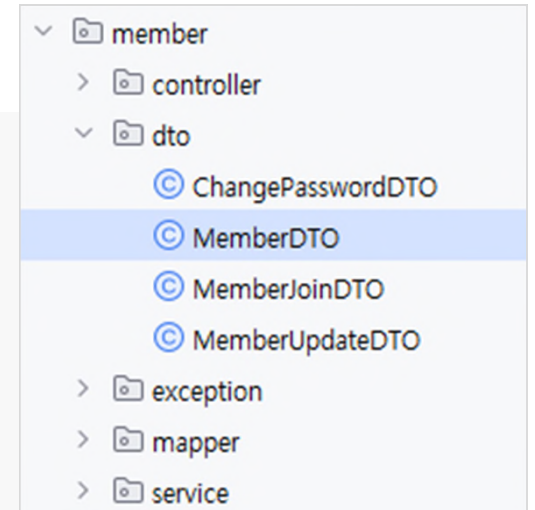 member
controller
dto
ChangePasswordDTO
MemberDTO
MemberJoinDTO
MemberUpdateDTO
exception
mapper
service